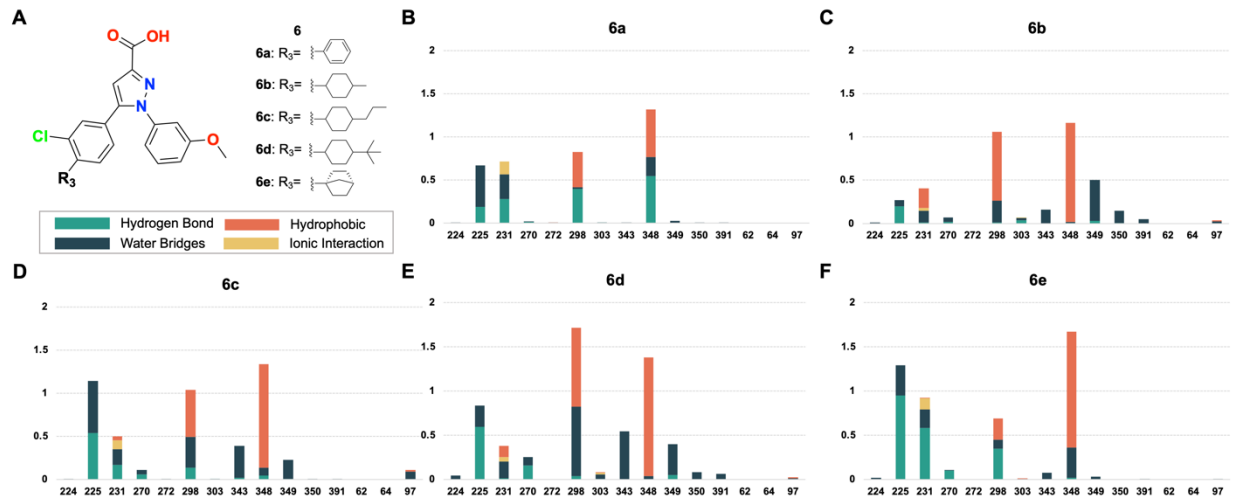 A
O OH
N
N
Cl
O
R3
6
6a: R3=
6b: R3=
6c: R3=
6d: R3=
6e: R3=
Hydrogen Bond Hydrophobic
Water Bridges Ionic Interaction
B
6a
2
1.5
1
0.5
0
224 225 231 270 272 298 303 343 348 349 350 391 62 64 97
C
6b
2
1.5
1
0.5
0
224 225 231 270 272 298 303 343 348 349 350 391 62 64 97
D
6c
2
1.5
1
0.5
0
224 225 231 270 272 298 303 343 348 349 350 391 62 64 97
E
6d
2
1.5
1
0.5
0
224 225 231 270 272 298 303 343 348 349 350 391 62 64 97
F
6e
2
1.5
1
0.5
0
224 225 231 270 272 298 303 343 348 349 350 391 62 64 97